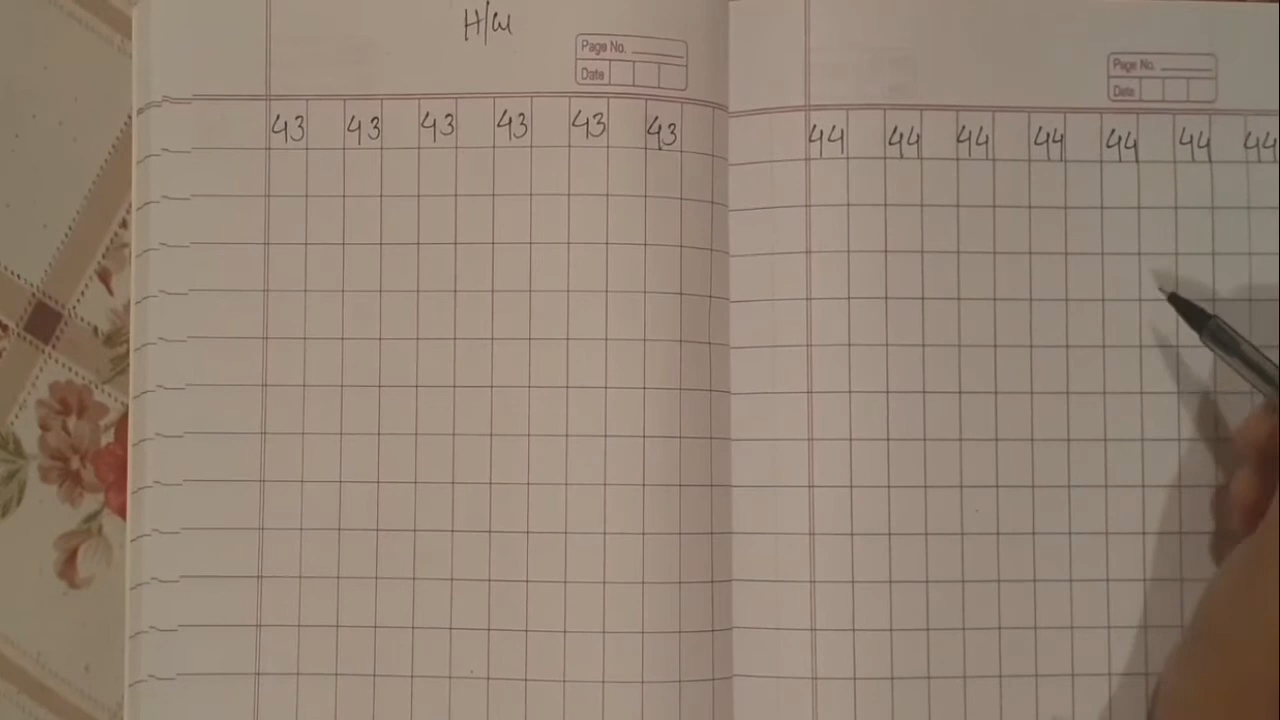 H/W
Page No.
Date
43 43 43 43 43 43
Page No.
Date
44 44 44 44 44 44 44